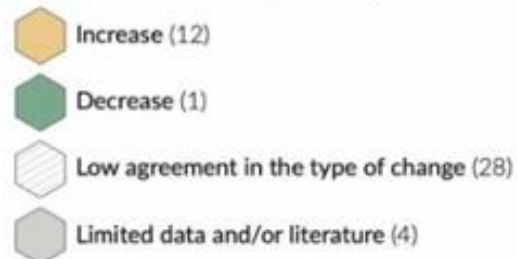 Increase (12)
Decrease (1)
Low agreement in the type of change (28)
Limited data and/or literature (4)